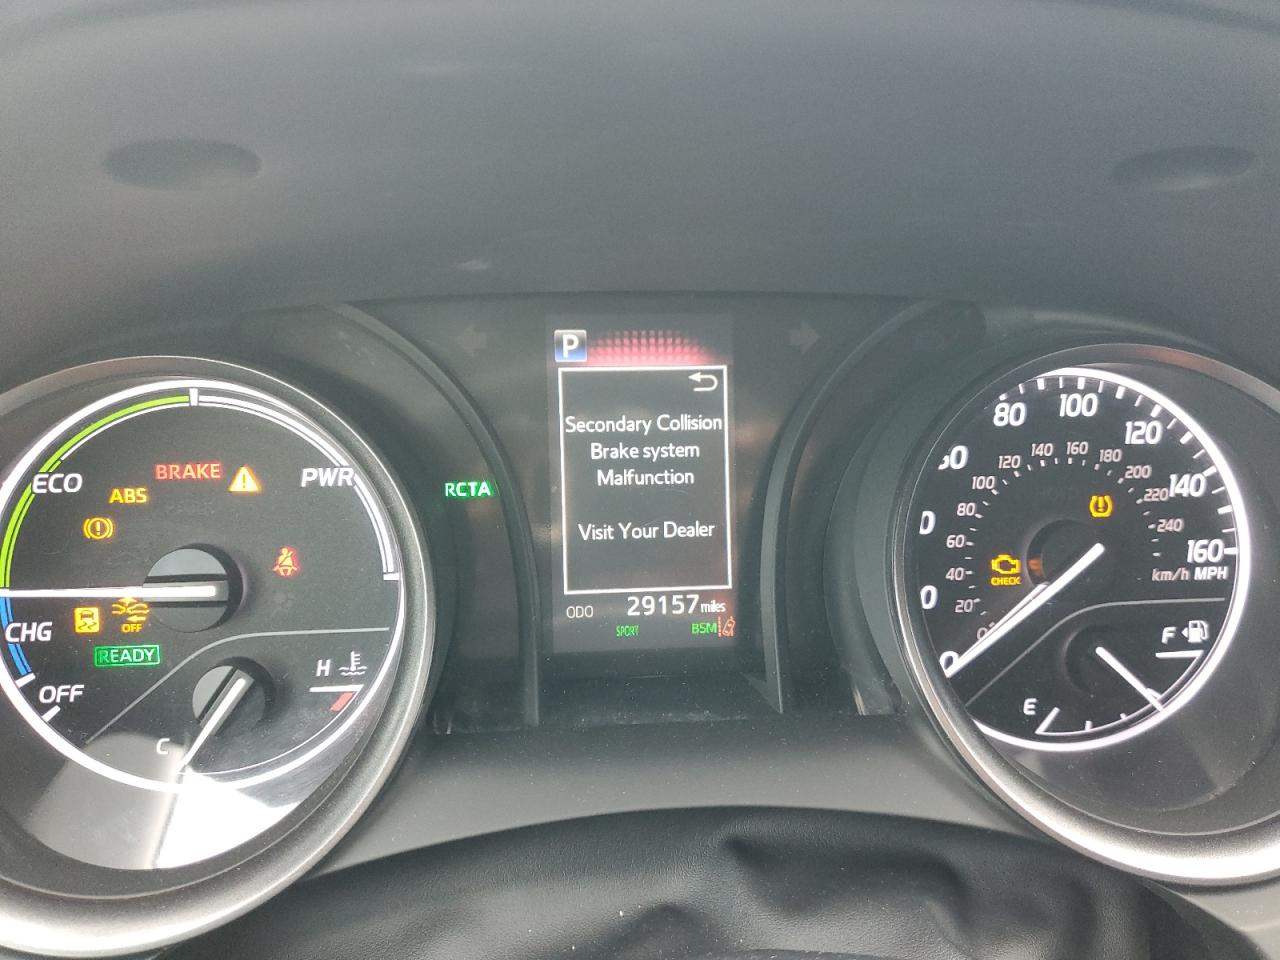 ECO
PWR
BRAKE
ABS
OFF
CHG
READY
OFF
H
C
RCTA
P
Secondary Collision
Brake system
Malfunction
Visit Your Dealer
ODO 29157 miles
SPORT BSM
0
80
100
120
140
160
km/h MPH
0
20
40
60
80
100
120
140
160
180
200
220
240
CHECK
F
E